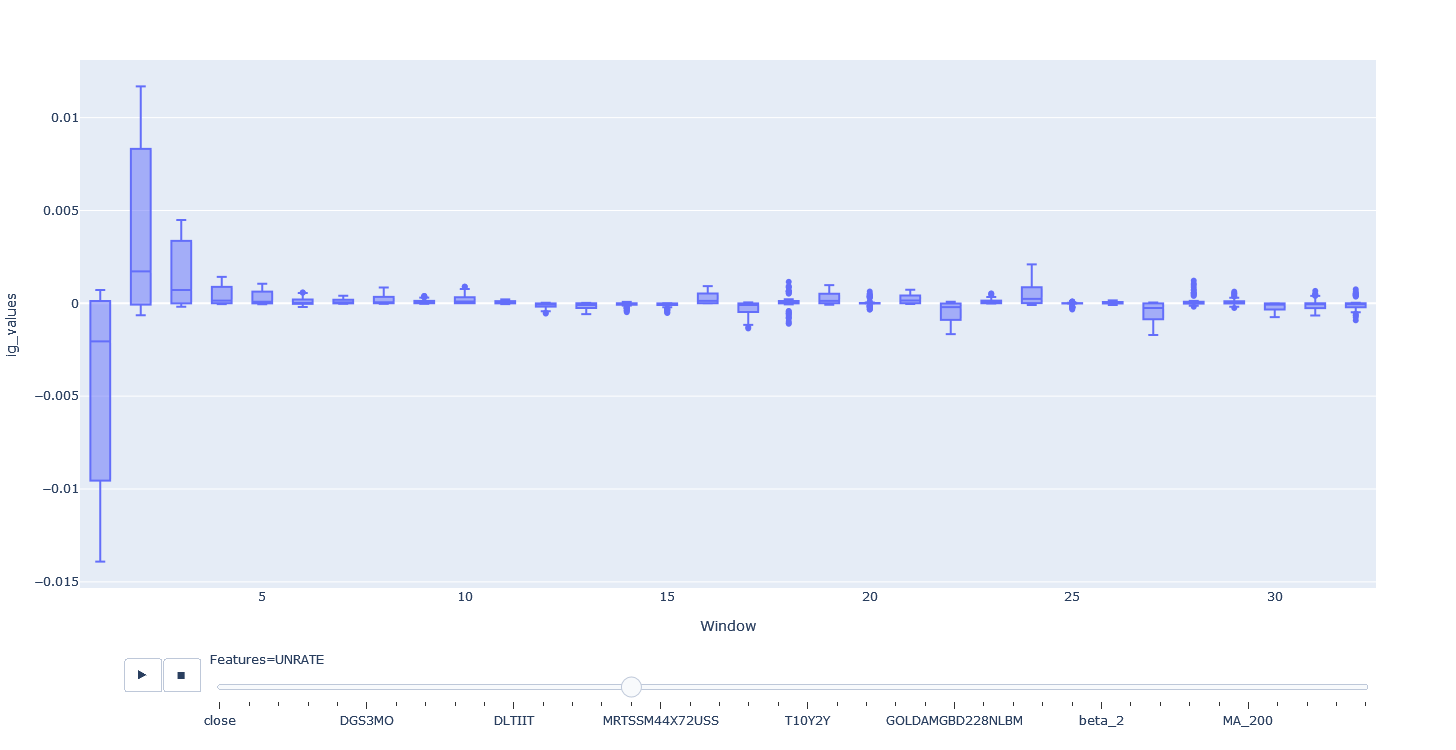 0.01
0.005
0
−0.005
−0.01
−0.015
ig_values
5 10 15 20 25 30
Window
Features=UNRATE
close DGS3MO DLTIIT MRTSSM44X72USS T10Y2Y GOLDAMGBD228NLBM beta_2 MA_200